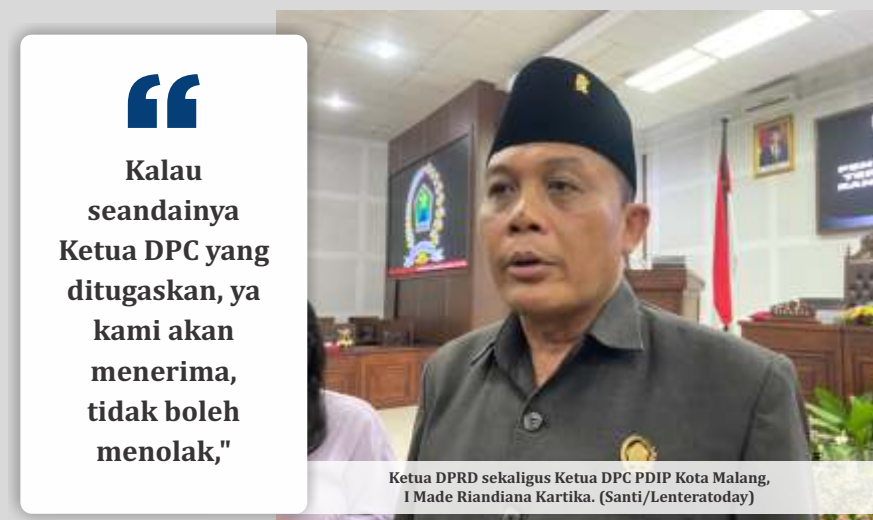 “
Kalau
seandainya
Ketua DPC yang
ditugaskan, ya
kami akan
menerima,
tidak boleh
menolak,"
Ketua DPRD sekaligus Ketua DPC PDIP Kota Malang,
I Made Riandiana Kartika. (Santi/Lenteratoday)